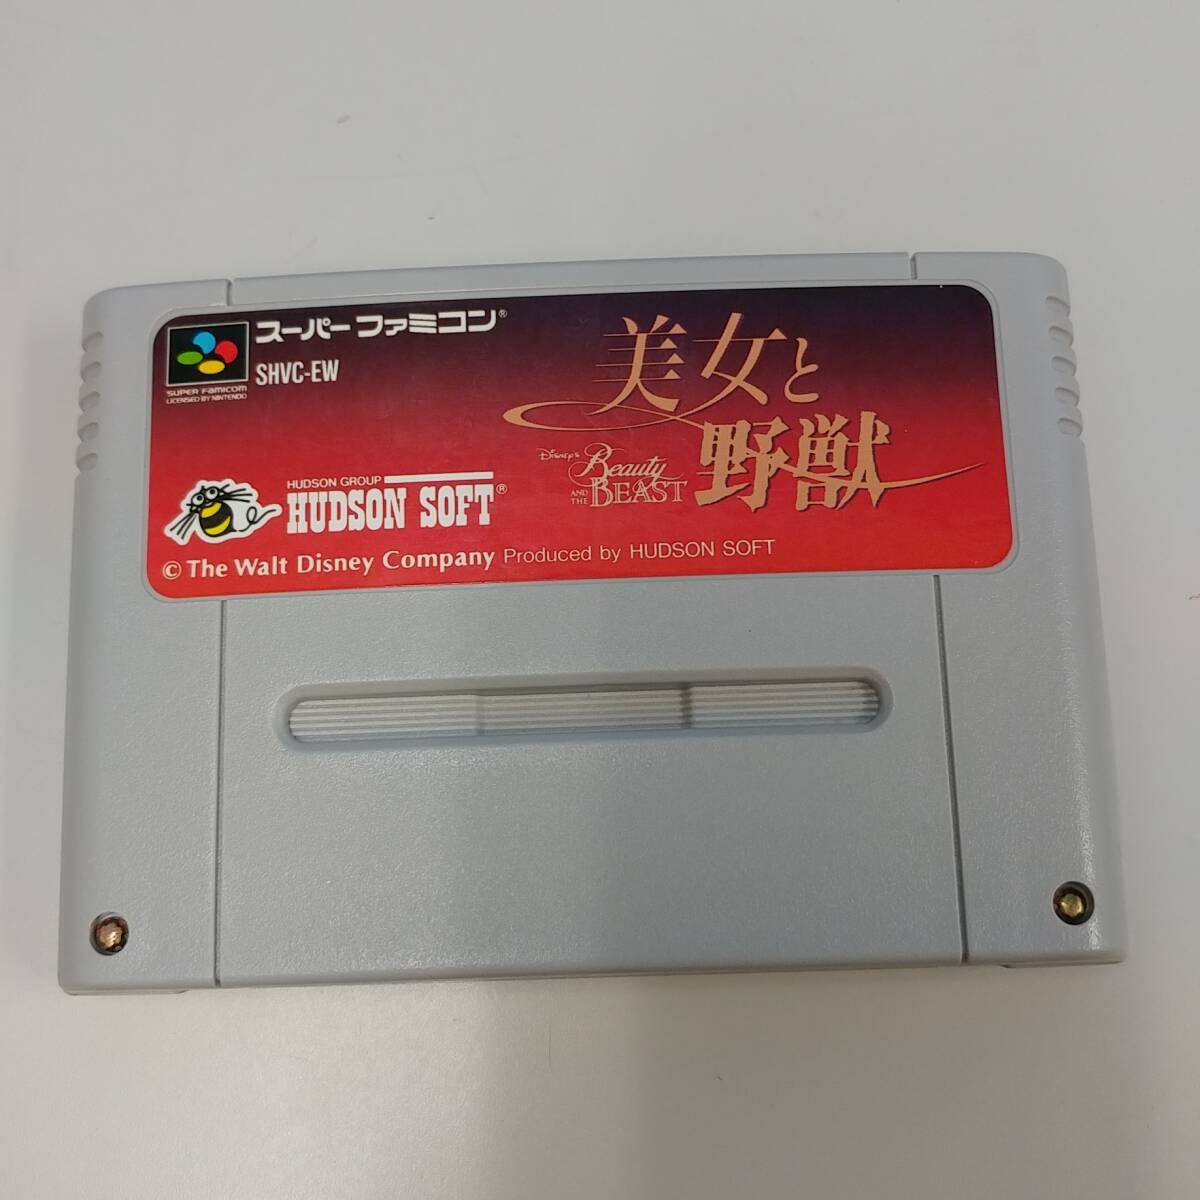 スーパーファミコン®
SHVC-EW
SUPER FAMICOM
LICENSED BY NINTENDO
美女と
野獣
Disney's
Beauty
AND THE BEAST
HUDSON GROUP
HUDSON SOFT®
© The Walt Disney Company Produced by HUDSON SOFT